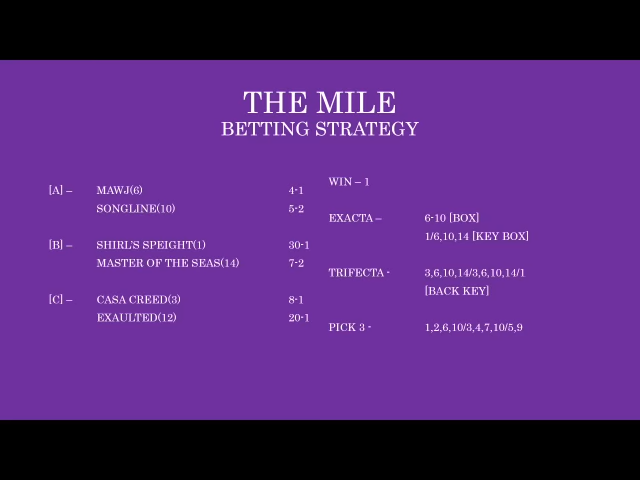 THE MILE
BETTING STRATEGY
[A] – MAWJ(6) 4-1
SONGLINE(10) 5-2
[B] – SHIRL'S SPEIGHT(1) 30-1
MASTER OF THE SEAS(14) 7-2
[C] – CASA CREED(3) 8-1
EXAULTED(12) 20-1
WIN – 1
EXACTA – 6-10 [BOX]
1/6,10,14 [KEY BOX]
TRIFECTA - 3,6,10,14/3,6,10,14/1
[BACK KEY]
PICK 3 - 1,2,6,10/3,4,7,10/5,9